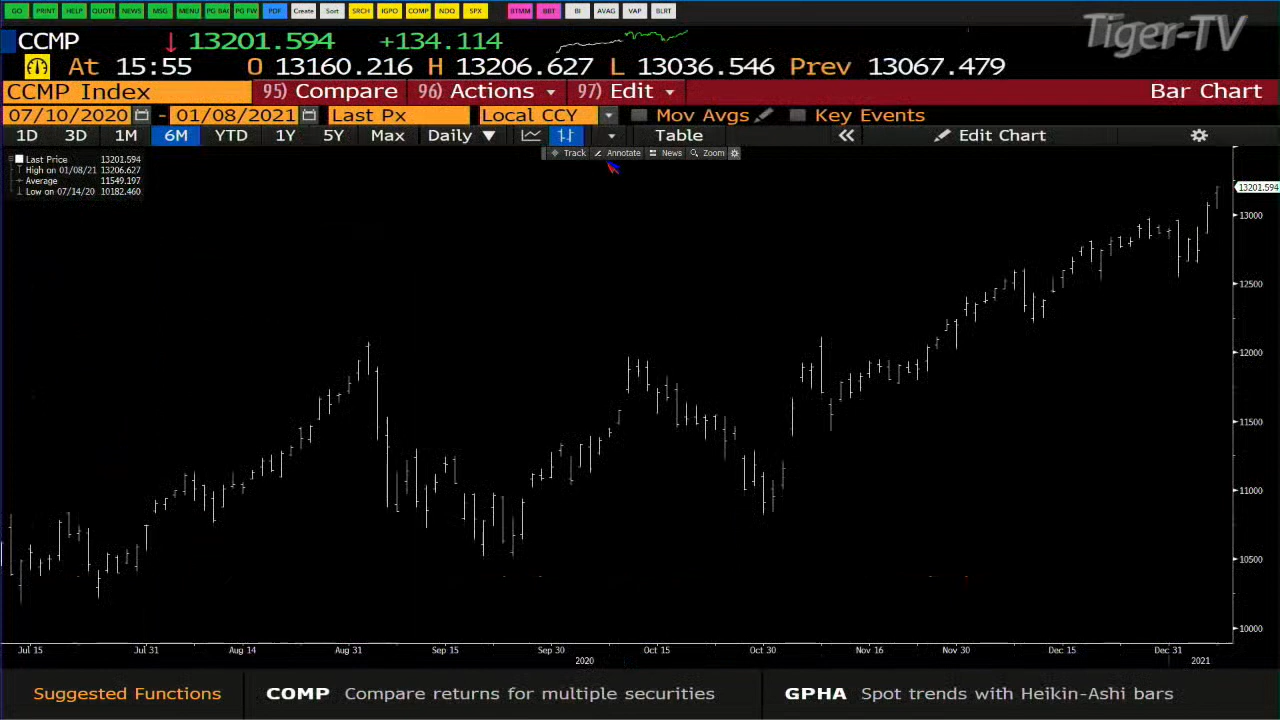 GO PRINT HELP QUOTE NEWS MSG MENU PG BA PG FW PDF Create Sort SRCH IGPO COMP NDQ SPX BTMM BBT BI AVAG VAP BLRT
Tiger-TV
CCMP 13201.594 +134.114
At 15:55 O 13160.216 H 13206.627 L 13036.546 Prev 13067.479
CCMP Index 95) Compare 96) Actions 97) Edit Bar Chart
07/10/2020 - 01/08/2021 Last Px Local CCY Mov Avgs Key Events
1D 3D 1M 6M YTD 1Y 5Y Max Daily Table Edit Chart
Track Annotate News Zoom
Last Price 13201.594
High on 01/08/21 13206.627
Average 11549.197
Low on 07/14/20 10182.460
13201.594
13000
12500
12000
11500
11000
10500
10000
Jul 15 Jul 31 Aug 14 Aug 31 Sep 15 Sep 30 Oct 15 Oct 30 Nov 16 Nov 30 Dec 15 Dec 31
2020 2021
Suggested Functions COMP Compare returns for multiple securities GPHA Spot trends with Heikin-Ashi bars